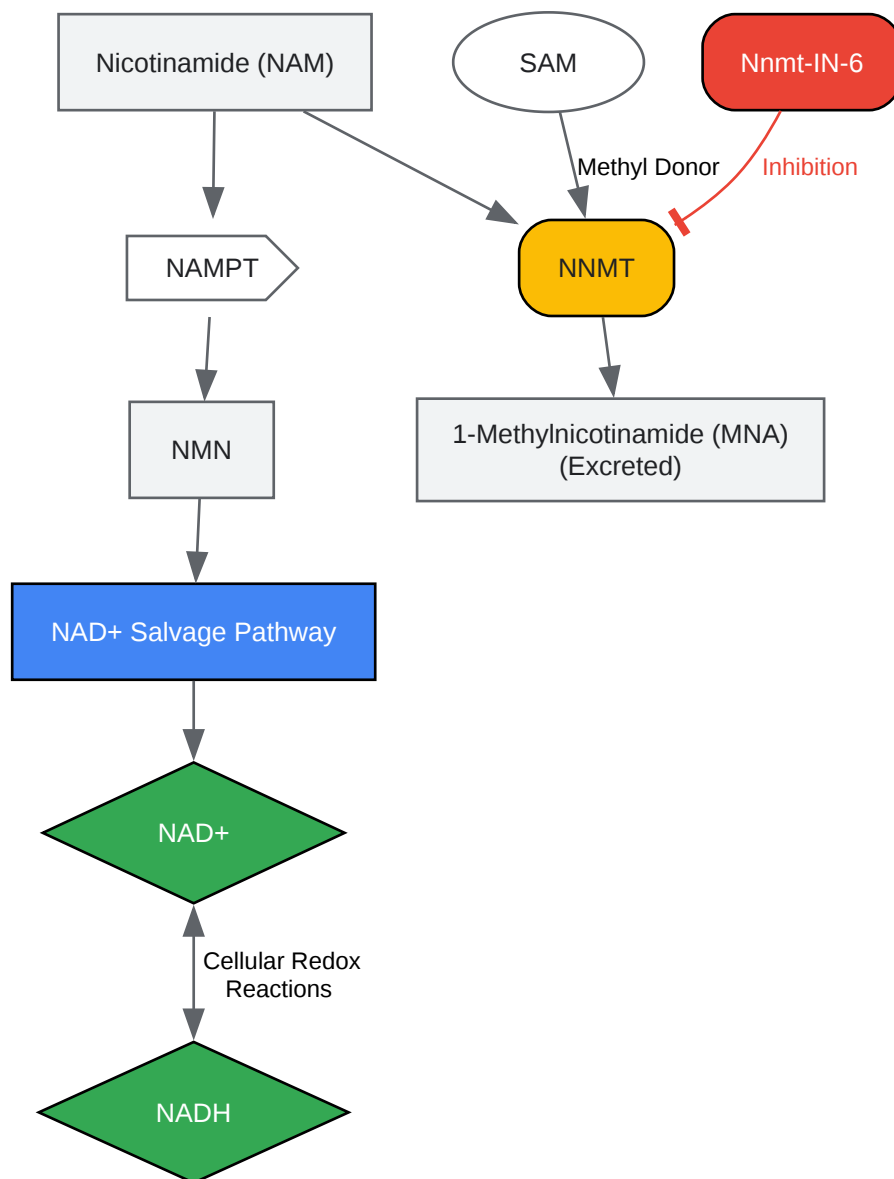 Nicotinamide (NAM)
SAM
Nnmt-IN-6
Methyl Donor
Inhibition
NAMPT
NNMT
NMN
1-Methylnicotinamide (MNA)
(Excreted)
NAD+ Salvage Pathway
NAD+
Cellular Redox
Reactions
NADH